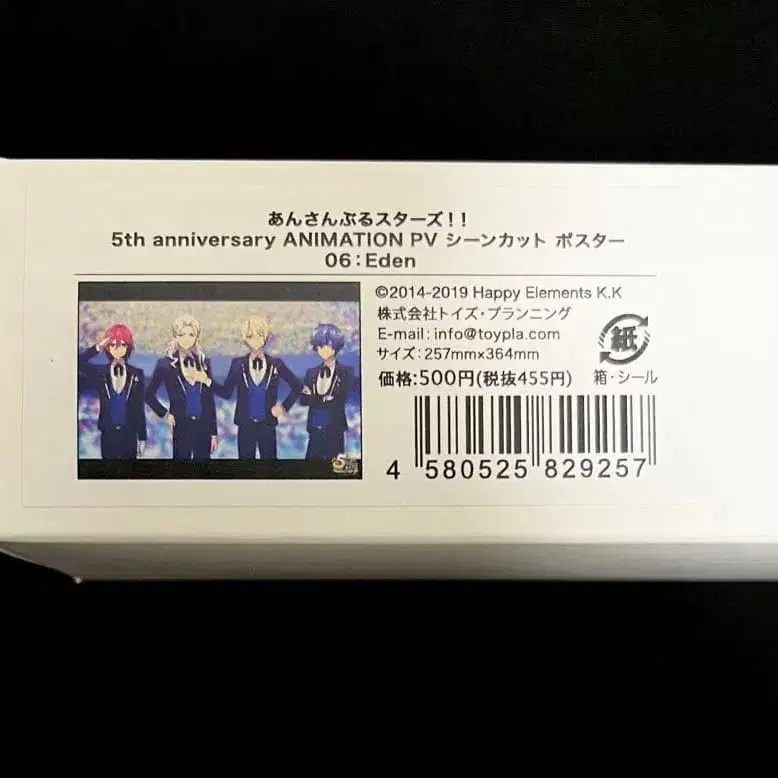 あんさんぶるスターズ！！
5th anniversary ANIMATION PV シーンカット ポスター
06：Eden
©2014-2019 Happy Elements K.K
株式会社トイズ・プランニング
E-mail：info@toypla.com
サイズ：257mm×364mm
価格：500円(税抜455円)
紙
箱・シール
4 580525 829257